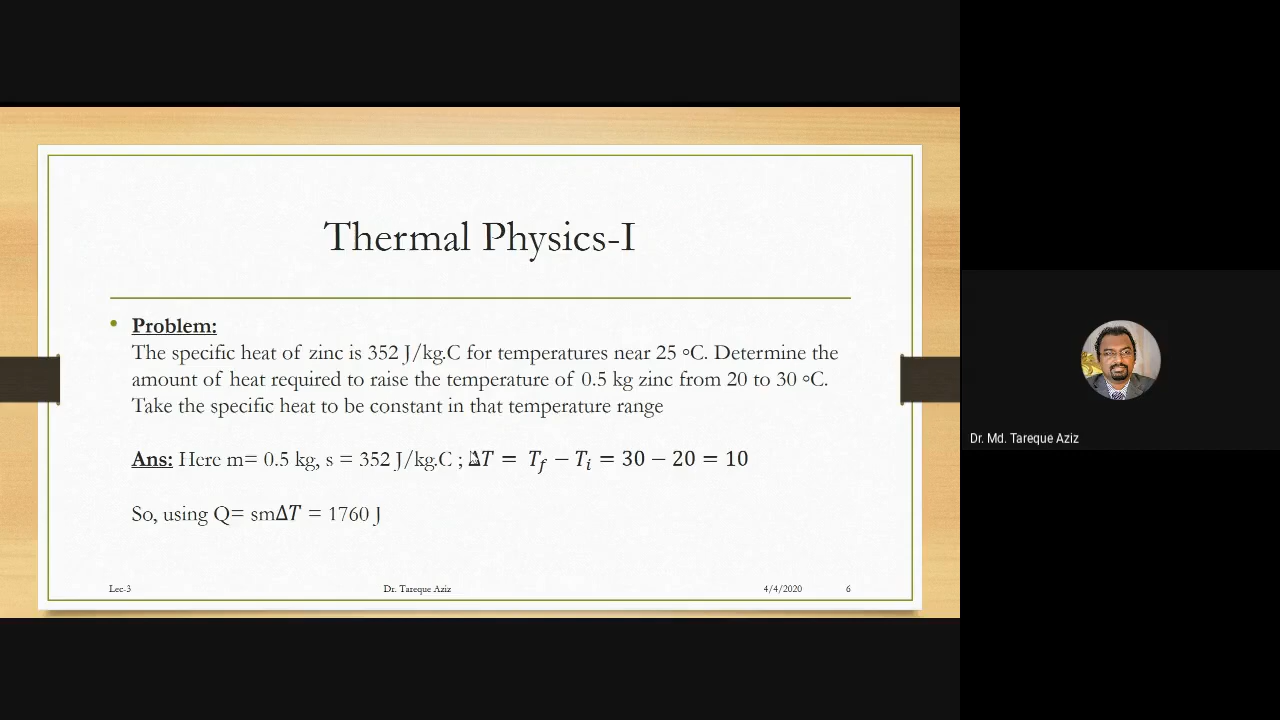 Thermal Physics-I
• Problem:
The specific heat of zinc is 352 J/kg.C for temperatures near 25 ∘C. Determine the
amount of heat required to raise the temperature of 0.5 kg zinc from 20 to 30 ∘C.
Take the specific heat to be constant in that temperature range
Ans: Here m= 0.5 kg, s = 352 J/kg.C ; ΔT = T_f − T_i = 30 − 20 = 10
So, using Q= smΔT = 1760 J
Lec-3 Dr. Tareque Aziz 4/4/2020 6
Dr. Md. Tareque Aziz